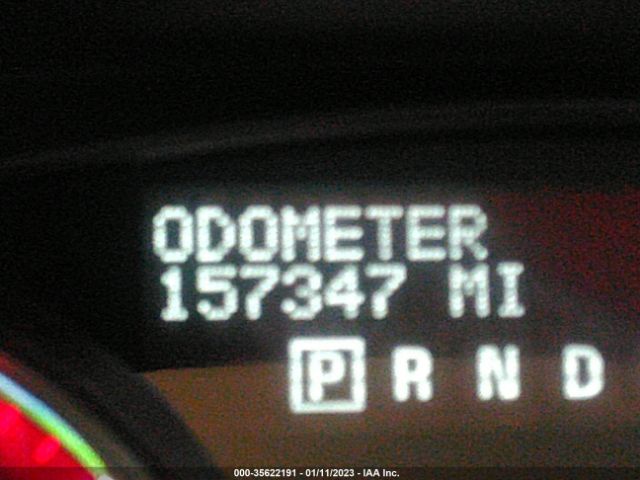 ODOMETER
157347 MI
P R N D
000-35622191 - 01/11/2023 - IAA Inc.